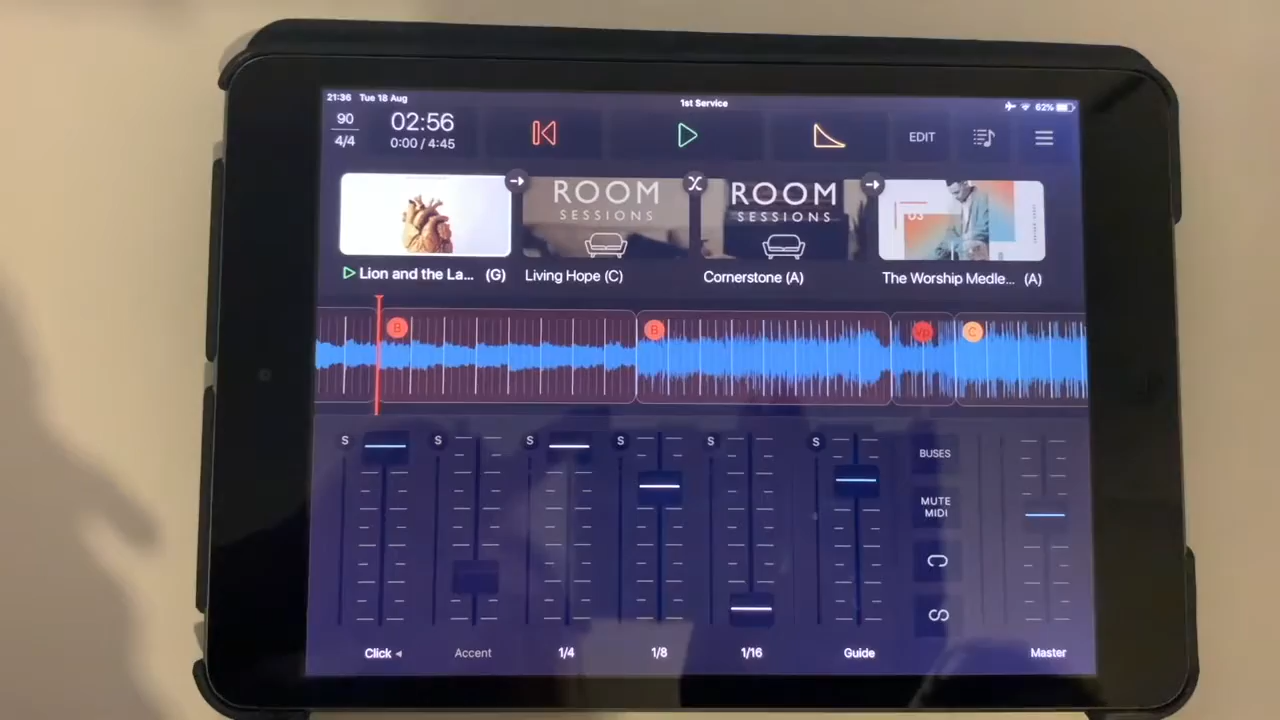 21:36 Tue 18 Aug
1st Service
62%
90
4/4
02:56
0:00 / 4:45
EDIT
ROOM
SESSIONS
ROOM
SESSIONS
03
Lion and the La... (G)
Living Hope (C)
Cornerstone (A)
The Worship Medle... (A)
B
B
Vp
C
S
S
S
S
S
S
BUSES
MUTE
MIDI
Click
Accent
1/4
1/8
1/16
Guide
Master